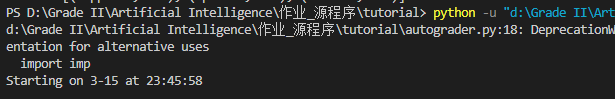 PS D:\Grade II\Artificial Intelligence\作业_源程序\tutorial> python -u "d:\Grade II\Art
d:\Grade II\Artificial Intelligence\作业_源程序\tutorial\autograder.py:18: DeprecationW
entation for alternative uses
  import imp
Starting on 3-15 at 23:45:58